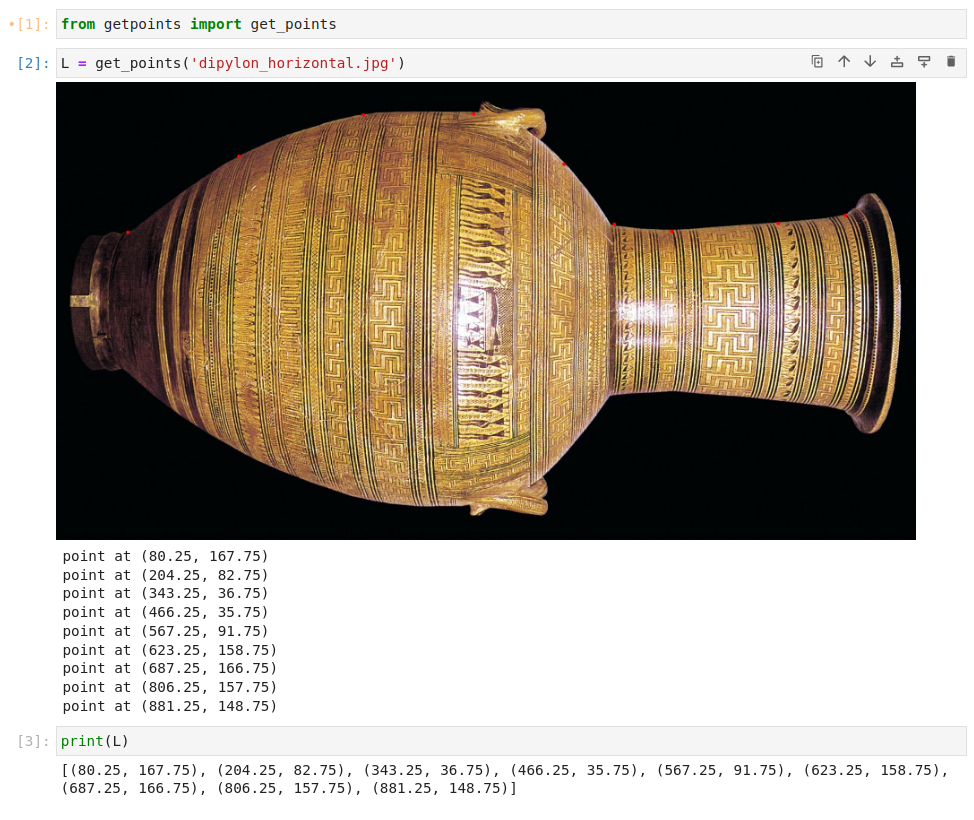 •[1]: from getpoints import get_points
[2]: L = get_points('dipylon_horizontal.jpg')
point at (80.25, 167.75)
point at (204.25, 82.75)
point at (343.25, 36.75)
point at (466.25, 35.75)
point at (567.25, 91.75)
point at (623.25, 158.75)
point at (687.25, 166.75)
point at (806.25, 157.75)
point at (881.25, 148.75)
[3]: print(L)
[(80.25, 167.75), (204.25, 82.75), (343.25, 36.75), (466.25, 35.75), (567.25, 91.75), (623.25, 158.75),
(687.25, 166.75), (806.25, 157.75), (881.25, 148.75)]